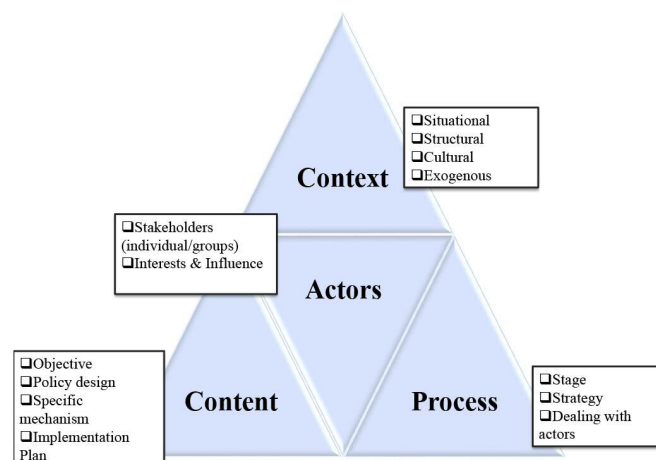 ❑Situational
❑Structural
❑Cultural
❑Exogenous
Context
❑Stakeholders
(individual/groups)
❑Interests & Influence
Actors
❑Objective
❑Policy design
❑Specific
mechanism
❑Implementation
Plan
Content
Process
❑Stage
❑Strategy
❑Dealing with
actors